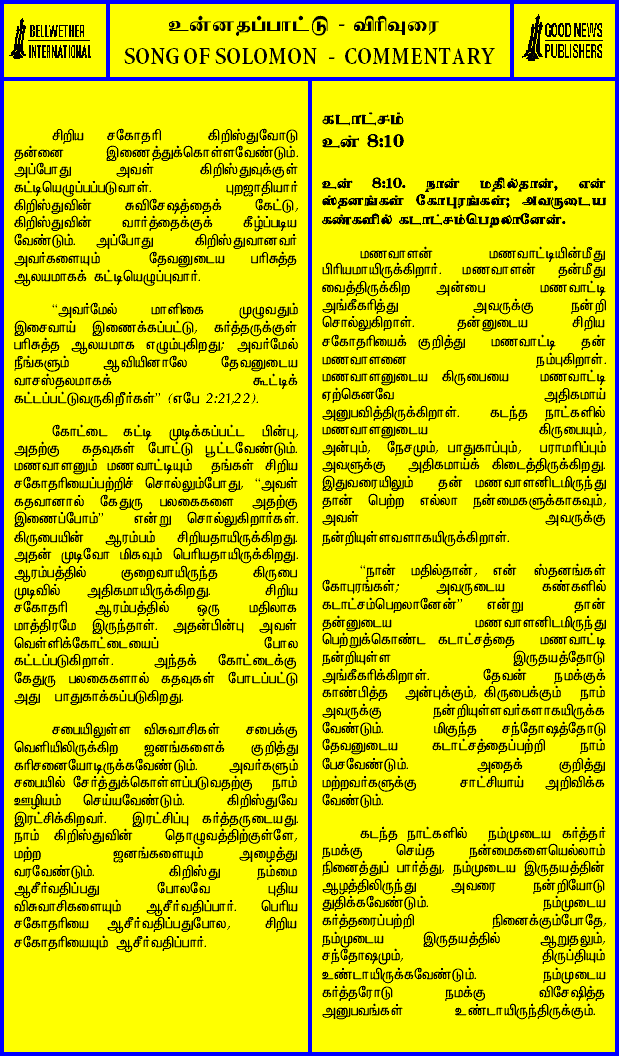 BELLWETHER
INTERNATIONAL
உன்னதப்பாட்டு - விரிவுரை
SONG OF SOLOMON - COMMENTARY
GOOD NEWS
PUBLISHERS
சிறிய சகோதரி கிறிஸ்துவோடு
தன்னை இணைத்துக்கொள்ளவேண்டும்.
அப்போது அவள் கிறிஸ்துவுக்குள்
கட்டியெழுப்பப்படுவாள். புறஜாதியார்
கிறிஸ்துவின் சுவிசேஷத்தைக் கேட்டு,
கிறிஸ்துவின் வார்த்தைக்குக் கீழ்ப்படிய
வேண்டும். அப்போது கிறிஸ்துவானவர்
அவர்களையும் தேவனுடைய பரிசுத்த
ஆலயமாகக் கட்டியெழுப்புவார்.
“அவர்மேல் மாளிகை முழுவதும்
இசைவாய் இணைக்கப்பட்டு, கர்த்தருக்குள்
பரிசுத்த ஆலயமாக எழும்புகிறது; அவர்மேல்
நீங்களும் ஆவியினாலே தேவனுடைய
வாசஸ்தலமாகக் கூட்டிக்
கட்டப்பட்டுவருகிறீர்கள்” (எபே 2:21,22).
கோட்டை கட்டி முடிக்கப்பட்ட பின்பு,
அதற்கு கதவுகள் போட்டு பூட்டவேண்டும்.
மணவாளனும் மணவாட்டியும் தங்கள் சிறிய
சகோதரியைப்பற்றிச் சொல்லும்போது, “அவள்
கதவானால் கேதுரு பலகைகளை அதற்கு
இணைப்போம்” என்று சொல்லுகிறார்கள்.
கிருபையின் ஆரம்பம் சிறியதாயிருக்கிறது.
அதன் முடிவோ மிகவும் பெரியதாயிருக்கிறது.
ஆரம்பத்தில் குறைவாயிருந்த கிருபை
முடிவில் அதிகமாயிருக்கிறது. சிறிய
சகோதரி ஆரம்பத்தில் ஒரு மதிலாக
மாத்திரமே இருந்தாள். அதன்பின்பு அவள்
வெள்ளிக்கோட்டையைப் போல
கட்டப்படுகிறாள். அந்தக் கோட்டைக்கு
கேதுரு பலகைகளால் கதவுகள் போடப்பட்டு
அது பாதுகாக்கப்படுகிறது.
சபையிலுள்ள விசுவாசிகள் சபைக்கு
வெளியிலிருக்கிற ஜனங்களைக் குறித்து
கரிசனையோடிருக்கவேண்டும். அவர்களும்
சபையில் சேர்த்துக்கொள்ளப்படுவதற்கு நாம்
ஊழியம் செய்யவேண்டும். கிறிஸ்துவே
இரட்சிக்கிறவர். இரட்சிப்பு கர்த்தருடையது.
நாம் கிறிஸ்துவின் தொழுவத்திற்குள்ளே,
மற்ற ஜனங்களையும் அழைத்து
வரவேண்டும். கிறிஸ்து நம்மை
ஆசீர்வதிப்பது போலவே புதிய
விசுவாசிகளையும் ஆசீர்வதிப்பார். பெரிய
சகோதரியை ஆசீர்வதிப்பதுபோல, சிறிய
சகோதரியையும் ஆசீர்வதிப்பார்.
கடாட்சம்
உன் 8:10
உன் 8:10. நான் மதில்தான், என்
ஸ்தனங்கள் கோபுரங்கள்; அவருடைய
கண்களில் கடாட்சம்பெறலானேன்.
மணவாளன் மணவாட்டியின்மீது
பிரியமாயிருக்கிறார். மணவாளன் தன்மீது
வைத்திருக்கிற அன்பை மணவாட்டி
அங்கீகரித்து அவருக்கு நன்றி
சொல்லுகிறாள். தன்னுடைய சிறிய
சகோதரியைக் குறித்து மணவாட்டி தன்
மணவாளனை நம்புகிறாள்.
மணவாளனுடைய கிருபையை மணவாட்டி
ஏற்கெனவே அதிகமாய்
அனுபவித்திருக்கிறாள். கடந்த நாட்களில்
மணவாளனுடைய கிருபையும்,
அன்பும், நேசமும், பாதுகாப்பும், பராமரிப்பும்
அவளுக்கு அதிகமாய்க் கிடைத்திருக்கிறது.
இதுவரையிலும் தன் மணவாளனிடமிருந்து
தான் பெற்ற எல்லா நன்மைகளுக்காகவும்,
அவள் அவருக்கு
நன்றியுள்ளவளாகயிருக்கிறாள்.
“நான் மதில்தான், என் ஸ்தனங்கள்
கோபுரங்கள்; அவருடைய கண்களில்
கடாட்சம்பெறலானேன்” என்று தான்
தன்னுடைய மணவாளனிடமிருந்து
பெற்றுக்கொண்ட கடாட்சத்தை மணவாட்டி
நன்றியுள்ள இருதயத்தோடு
அங்கீகரிக்கிறாள். தேவன் நமக்குக்
காண்பித்த அன்புக்கும், கிருபைக்கும் நாம்
அவருக்கு நன்றியுள்ளவர்களாகயிருக்க
வேண்டும். மிகுந்த சந்தோஷத்தோடு
தேவனுடைய கடாட்சத்தைப்பற்றி நாம்
பேசவேண்டும். அதைக் குறித்து
மற்றவர்களுக்கு சாட்சியாய் அறிவிக்க
வேண்டும்.
கடந்த நாட்களில் நம்முடைய கர்த்தர்
நமக்கு செய்த நன்மைகளையெல்லாம்
நினைத்துப் பார்த்து, நம்முடைய இருதயத்தின்
ஆழத்திலிருந்து அவரை நன்றியோடு
துதிக்கவேண்டும். நம்முடைய
கர்த்தரைப்பற்றி நினைக்கும்போதே,
நம்முடைய இருதயத்தில் ஆறுதலும்,
சந்தோஷமும், திருப்தியும்
உண்டாயிருக்கவேண்டும். நம்முடைய
கர்த்தரோடு நமக்கு விசேஷித்த
அனுபவங்கள் உண்டாயிருந்திருக்கும்.